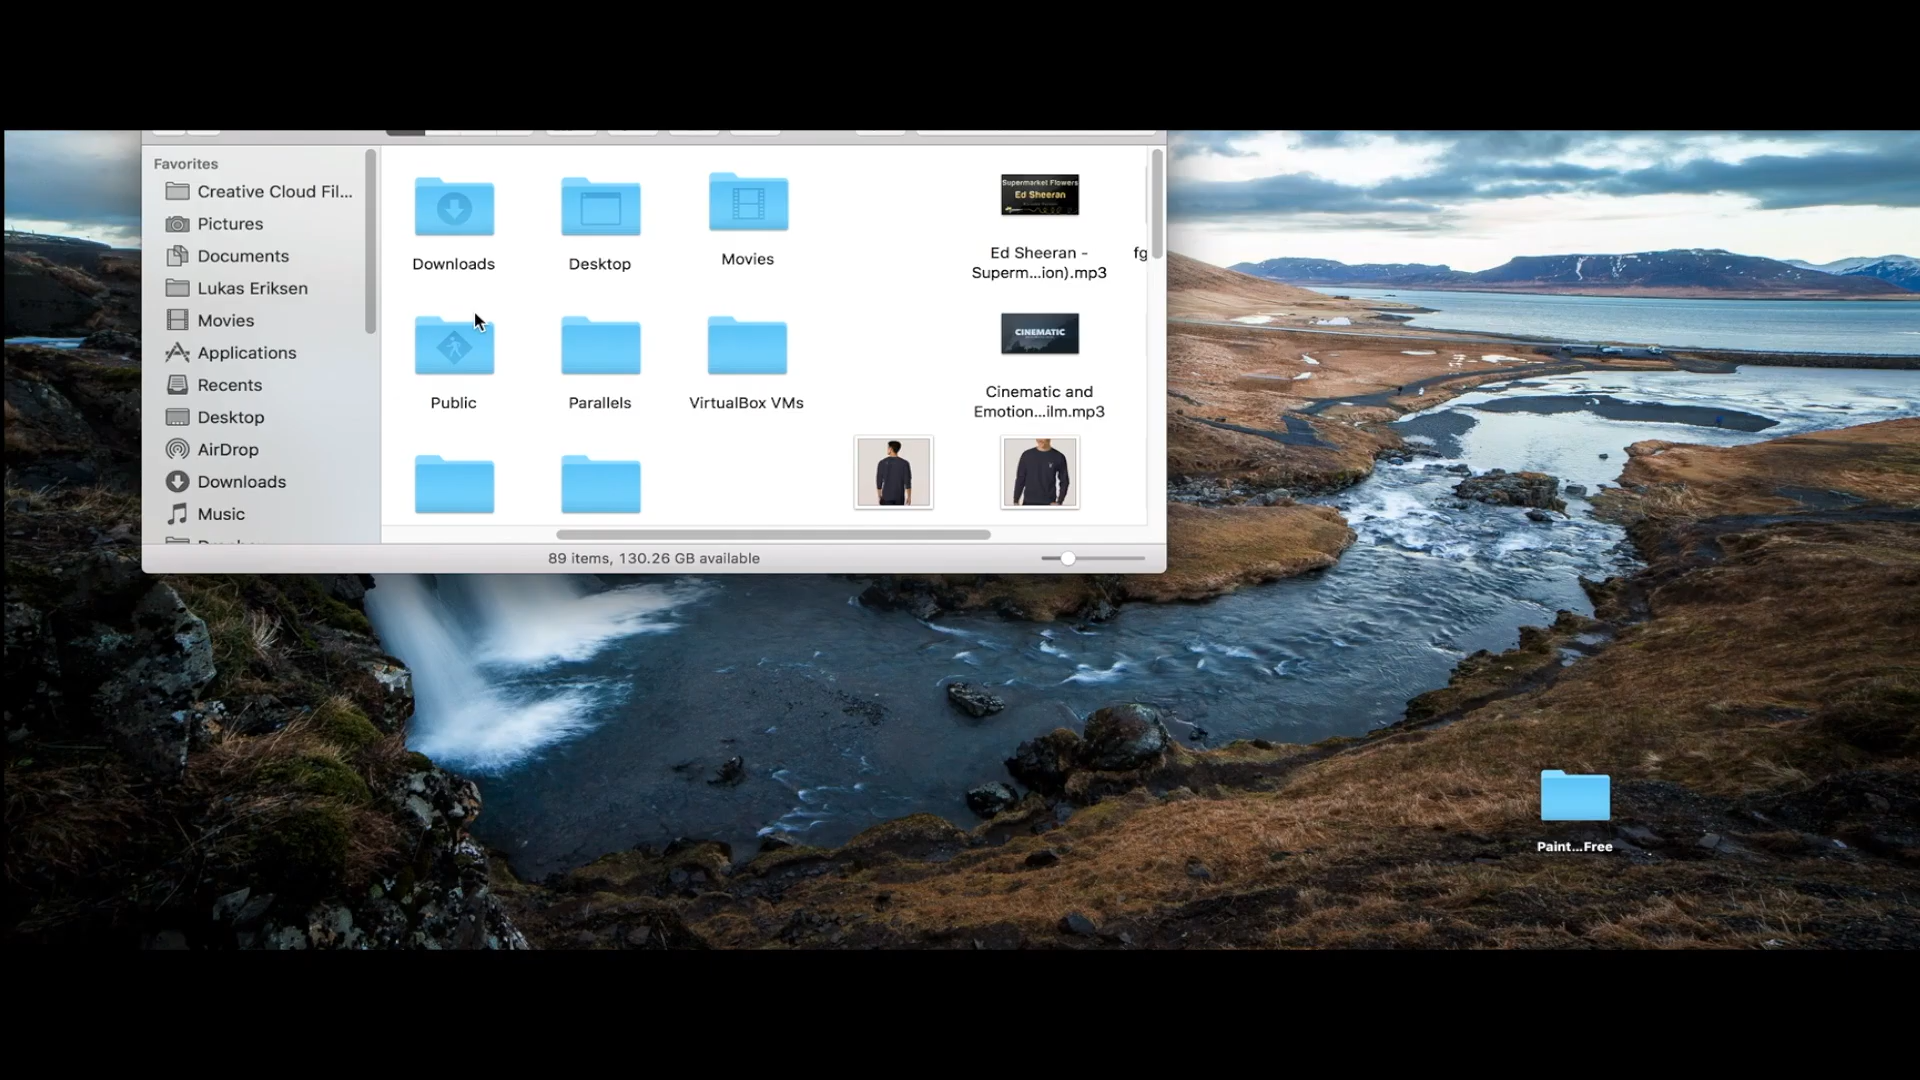 Favorites
Creative Cloud Fil...
Pictures
Documents
Lukas Eriksen
Movies
Applications
Recents
Desktop
AirDrop
Downloads
Music
Downloads
Desktop
Movies
Supermarket Flowers
Ed Sheeran
Ed Sheeran -
Superm...ion).mp3
fg
Public
Parallels
VirtualBox VMs
CINEMATIC
Cinematic and
Emotion...ilm.mp3
89 items, 130.26 GB available
Paint...Free